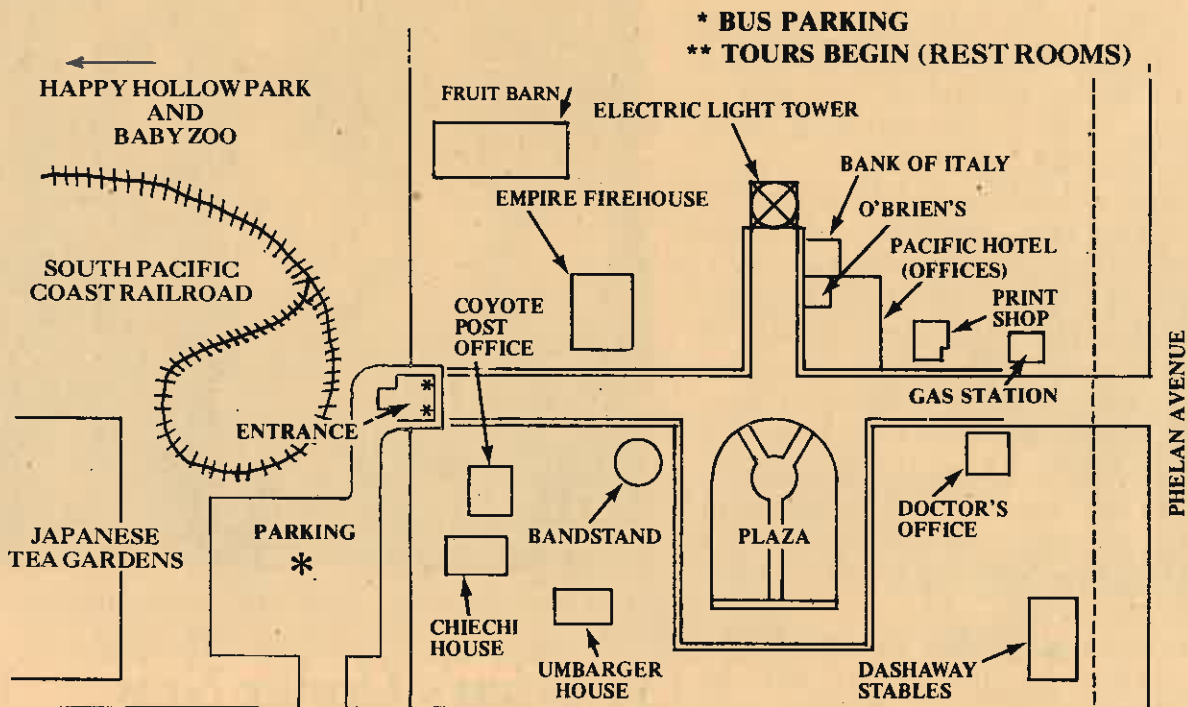 * BUS PARKING
** TOURS BEGIN (REST ROOMS)
HAPPY HOLLOW PARK
AND
BABY ZOO
FRUIT BARN
ELECTRIC LIGHT TOWER
BANK OF ITALY
EMPIRE FIREHOUSE
O'BRIEN'S
PACIFIC HOTEL
(OFFICES)
SOUTH PACIFIC
COAST RAILROAD
COYOTE
POST
OFFICE
PRINT
SHOP
GAS STATION
PHELAN AVENUE
*
*
ENTRANCE
JAPANESE
TEA GARDENS
PARKING
*
BANDSTAND
PLAZA
DOCTOR'S
OFFICE
CHIECHI
HOUSE
UMBARGER
HOUSE
DASHAWAY
STABLES